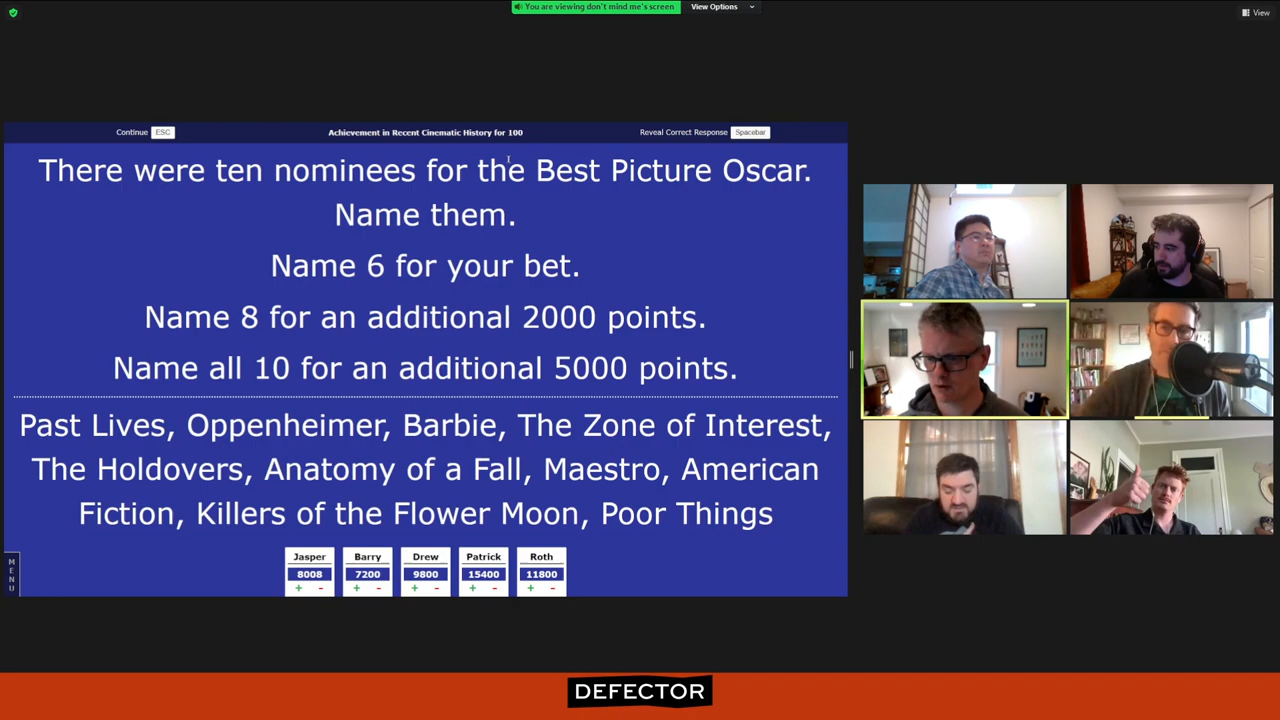 You are viewing don't mind me's screen
View Options
View
Continue ESC
Achievement in Recent Cinematic History for 100
Reveal Correct Response Spacebar
There were ten nominees for the Best Picture Oscar.
Name them.
Name 6 for your bet.
Name 8 for an additional 2000 points.
Name all 10 for an additional 5000 points.
Past Lives, Oppenheimer, Barbie, The Zone of Interest,
The Holdovers, Anatomy of a Fall, Maestro, American
Fiction, Killers of the Flower Moon, Poor Things
MENU
Jasper Barry Drew Patrick Roth
8008 7200 9800 15400 11800
+ - + - + - + - + -
DEFECTOR